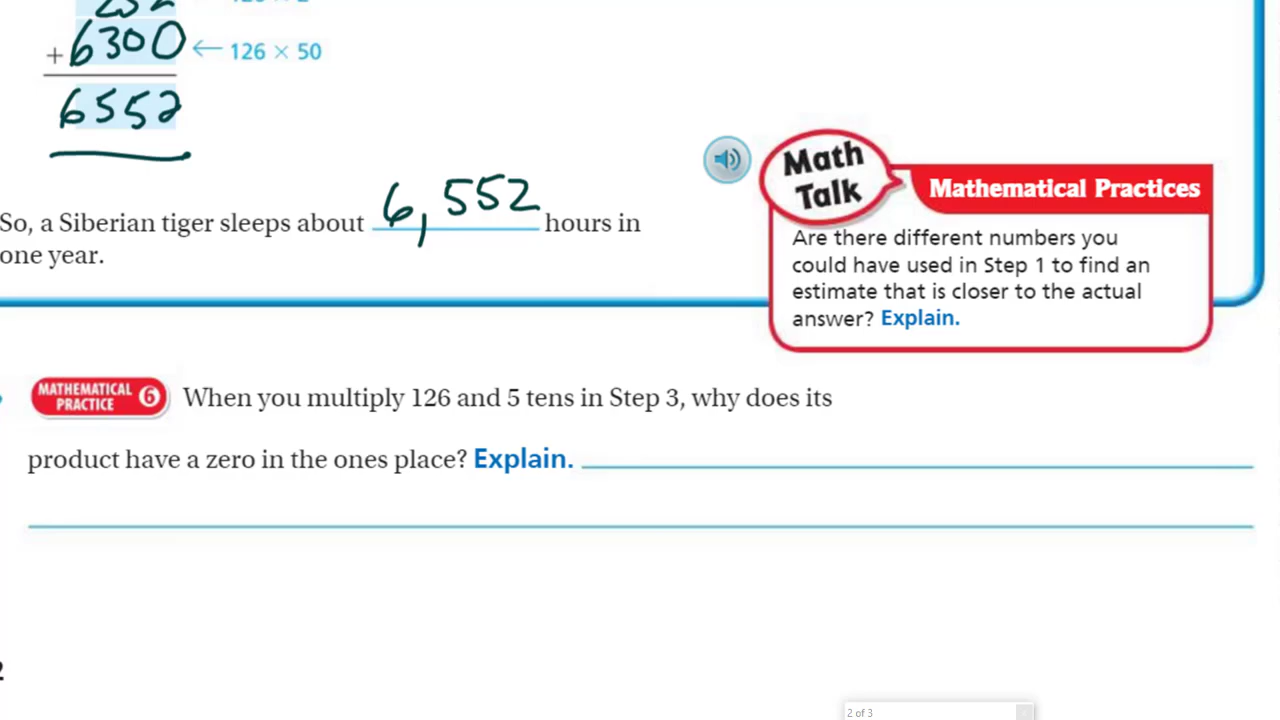 + 6300 ← 126 × 50
6552
So, a Siberian tiger sleeps about 6,552 hours in
one year.
Math
Talk
Mathematical Practices
Are there different numbers you
could have used in Step 1 to find an
estimate that is closer to the actual
answer? Explain.
MATHEMATICAL
PRACTICE 6 When you multiply 126 and 5 tens in Step 3, why does its
product have a zero in the ones place? Explain.
2
2 of 3